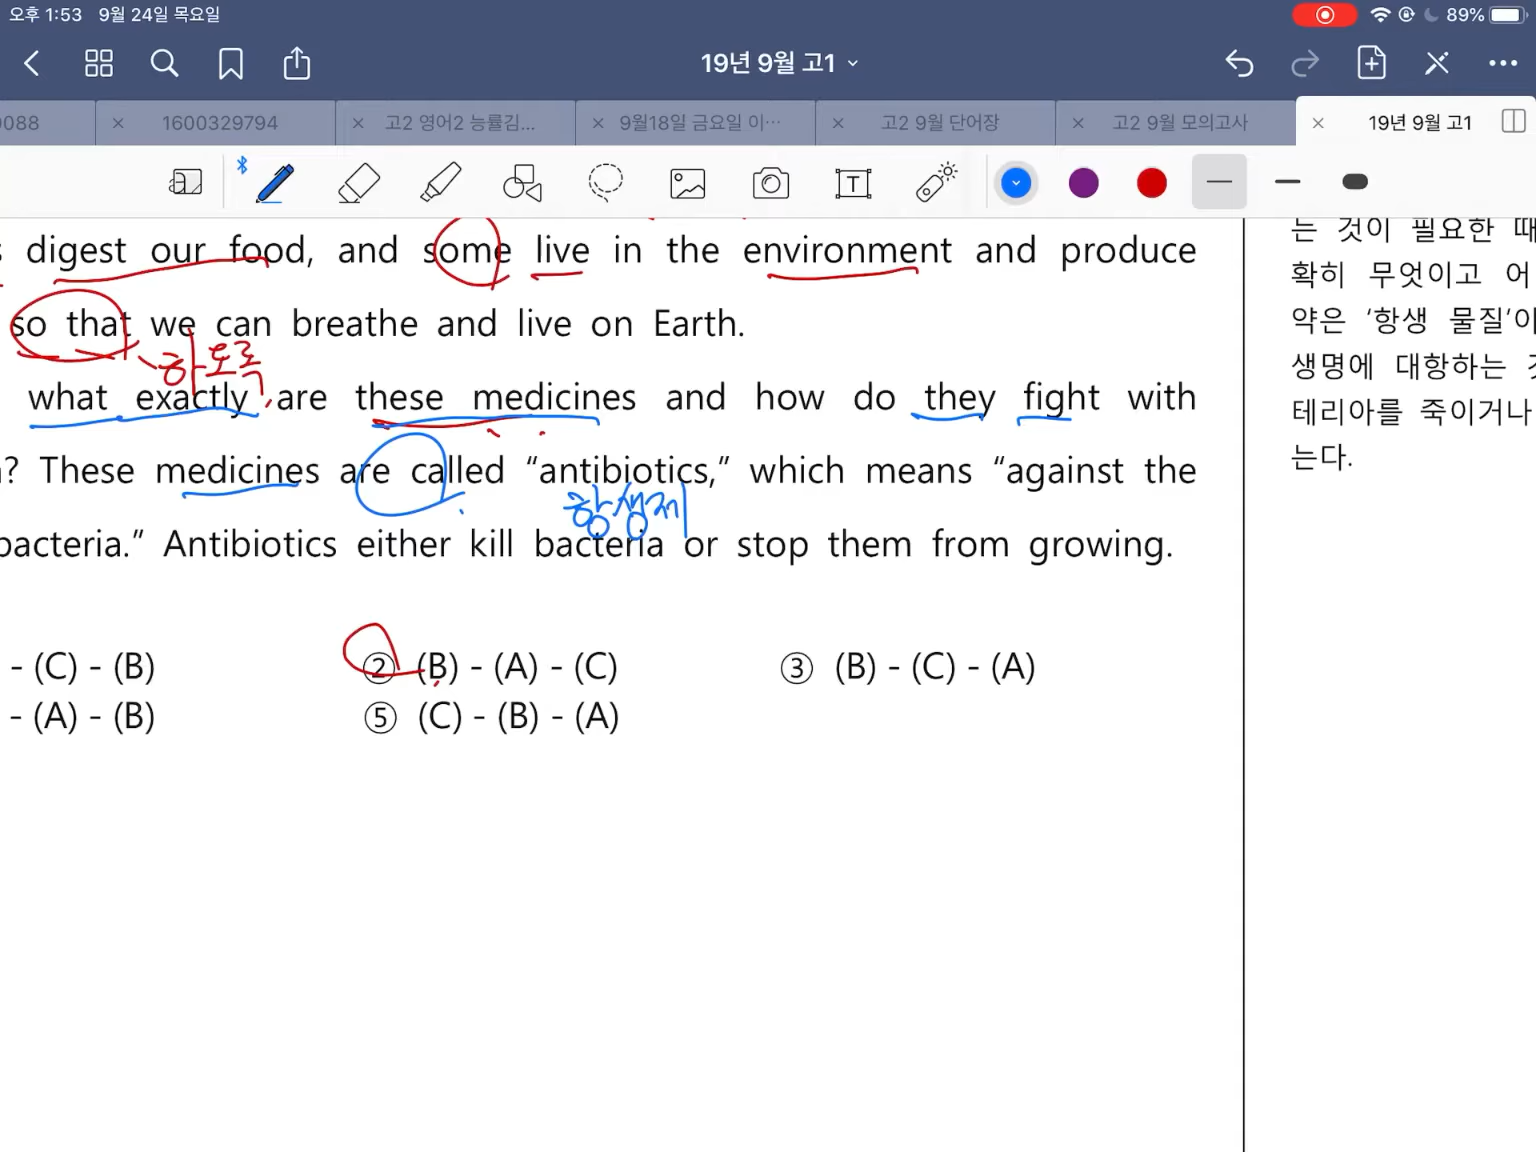 오후 1:53 9월 24일 목요일
89%
19년 9월 고1
0088
1600329794
고2 영어2 능률김...
9월18일 금요일 이...
고2 9월 단어장
고2 9월 모의고사
19년 9월 고1
digest our food, and some live in the environment and produce
so that we can breathe and live on Earth.
하도록
what exactly are these medicines and how do they fight with
? These medicines are called “antibiotics,” which means “against the
항생제
bacteria.” Antibiotics either kill bacteria or stop them from growing.
- (C) - (B)
② (B) - (A) - (C)
③ (B) - (C) - (A)
- (A) - (B)
⑤ (C) - (B) - (A)
는 것이 필요한 때
확히 무엇이고 어
약은 ‘항생 물질’이
생명에 대항하는
테리아를 죽이거나
는다.